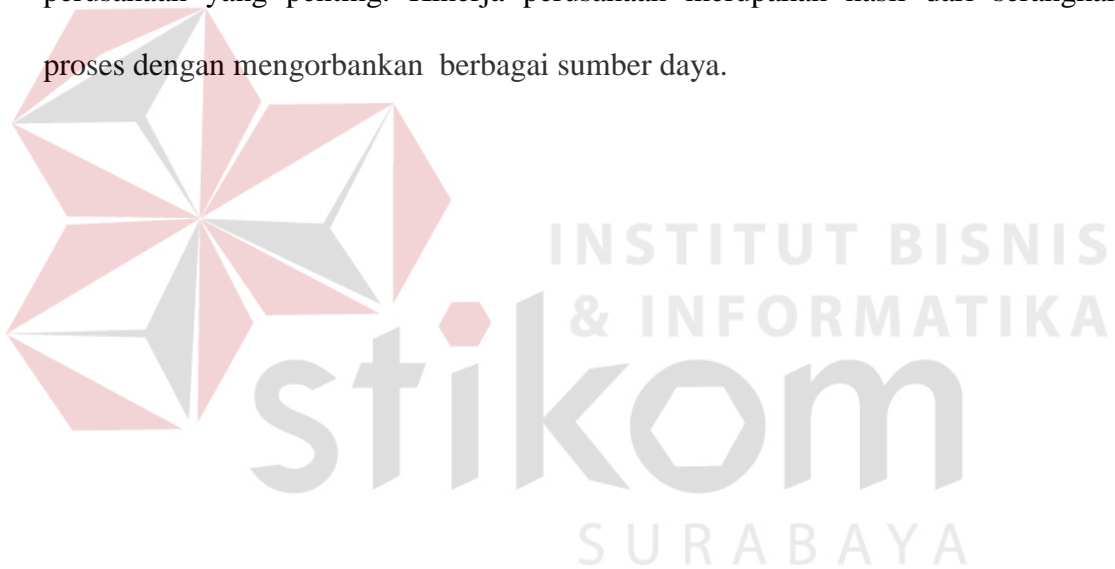 perusahaan yang penting. Kinerja perusahaan merupakan hasil dari
proses dengan mengorbankan berbagai sumber daya.
INSTITUT BISNIS
& INFORMATIKA
stikom
SURABAYA